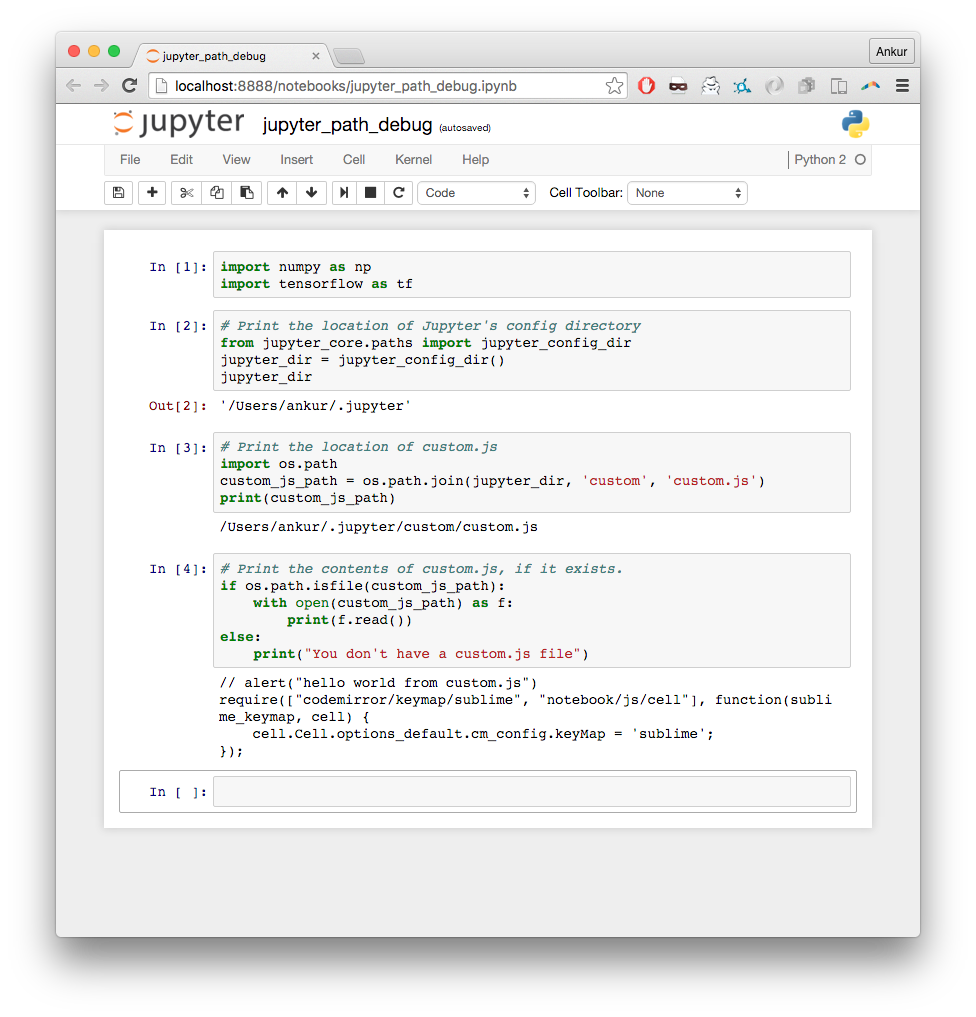 jupyter_path_debug
Ankur
localhost:8888/notebooks/jupyter_path_debug.ipynb
jupyter jupyter_path_debug (autosaved)
File Edit View Insert Cell Kernel Help Python 2
Code Cell Toolbar: None
In [1]: import numpy as np
import tensorflow as tf
In [2]: # Print the location of Jupyter's config directory
from jupyter_core.paths import jupyter_config_dir
jupyter_dir = jupyter_config_dir()
jupyter_dir
Out[2]: '/Users/ankur/.jupyter'
In [3]: # Print the location of custom.js
import os.path
custom_js_path = os.path.join(jupyter_dir, 'custom', 'custom.js')
print(custom_js_path)
/Users/ankur/.jupyter/custom/custom.js
In [4]: # Print the contents of custom.js, if it exists.
if os.path.isfile(custom_js_path):
    with open(custom_js_path) as f:
        print(f.read())
else:
    print("You don't have a custom.js file")
// alert("hello world from custom.js")
require(["codemirror/keymap/sublime", "notebook/js/cell"], function(subli
me_keymap, cell) {
    cell.Cell.options_default.cm_config.keyMap = 'sublime';
});
In [ ]: